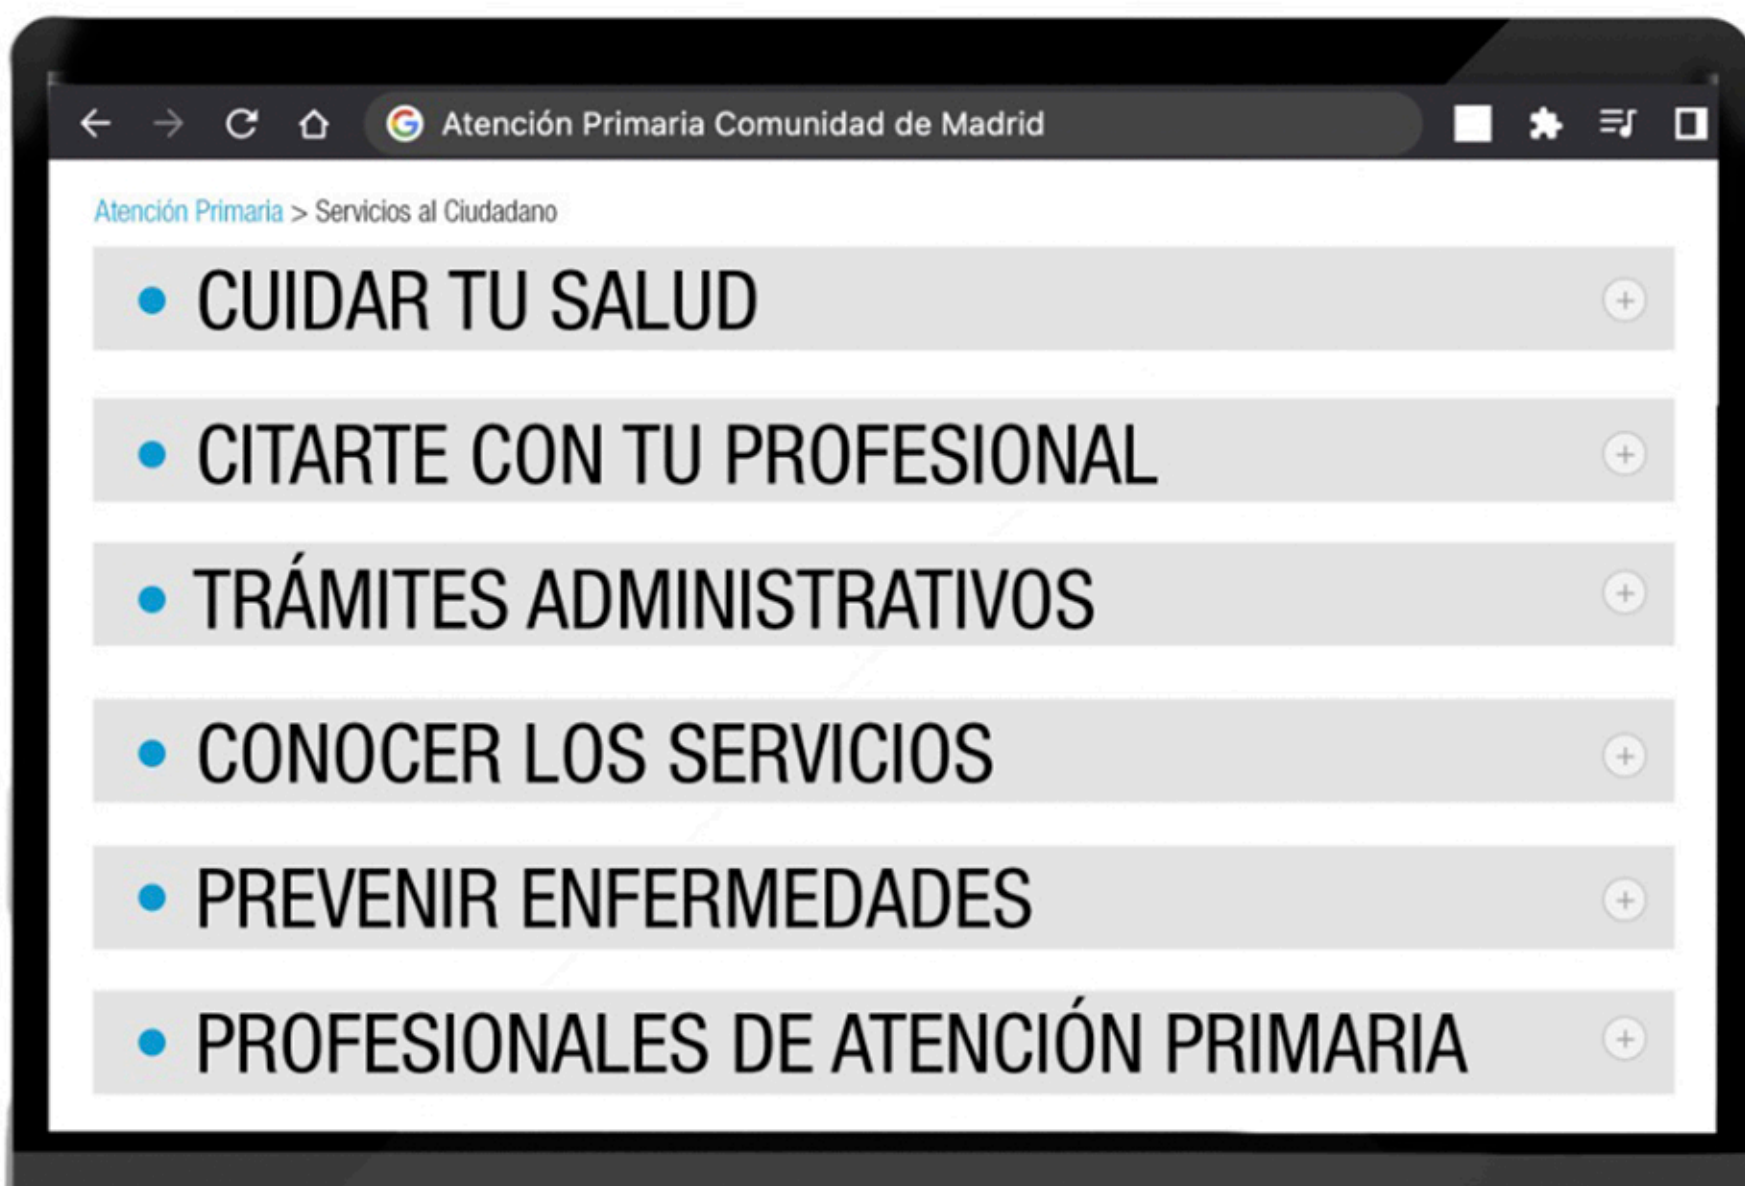 Atención Primaria Comunidad de Madrid
Atención Primaria > Servicios al Ciudadano
CUIDAR TU SALUD
CITARTE CON TU PROFESIONAL
TRÁMITES ADMINISTRATIVOS
CONOCER LOS SERVICIOS
PREVENIR ENFERMEDADES
PROFESIONALES DE ATENCIÓN PRIMARIA